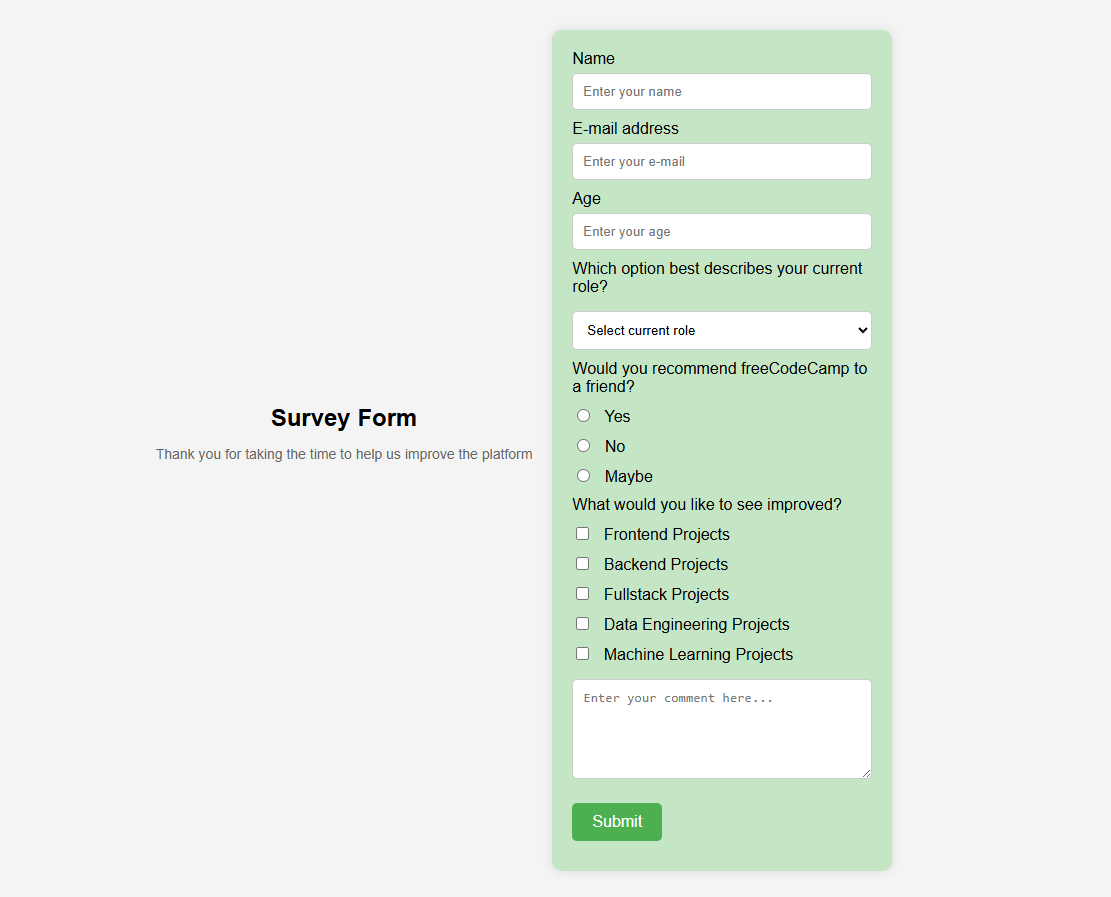 Survey Form
Thank you for taking the time to help us improve the platform
Name
Enter your name
E-mail address
Enter your e-mail
Age
Enter your age
Which option best describes your current
role?
Select current role
Would you recommend freeCodeCamp to
a friend?
Yes
No
Maybe
What would you like to see improved?
Frontend Projects
Backend Projects
Fullstack Projects
Data Engineering Projects
Machine Learning Projects
Enter your comment here...
Submit